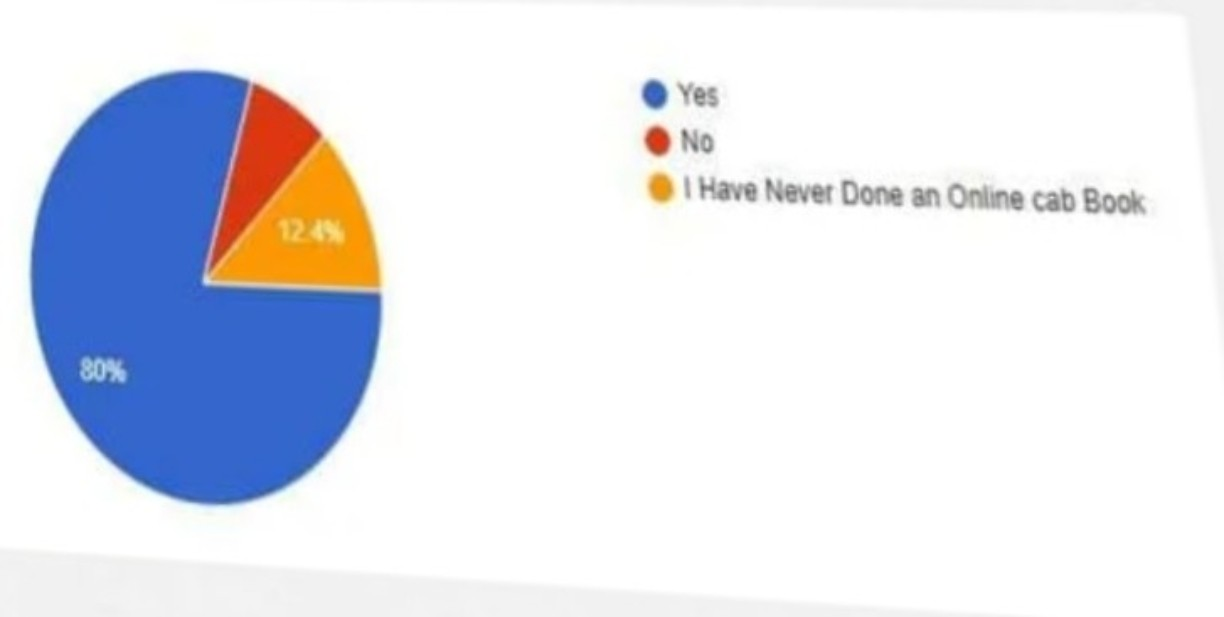 Yes
No
I Have Never Done an Online cab Book
12.4%
80%